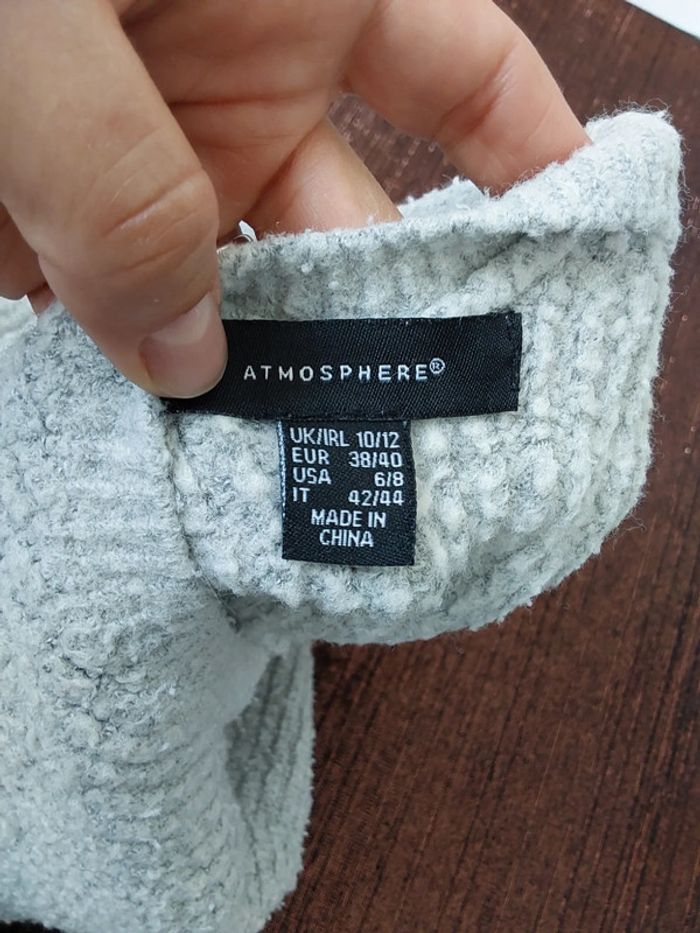 ATMOSPHERE®
UK/IRL 10/12
EUR 38/40
USA 6/8
IT 42/44
MADE IN
CHINA